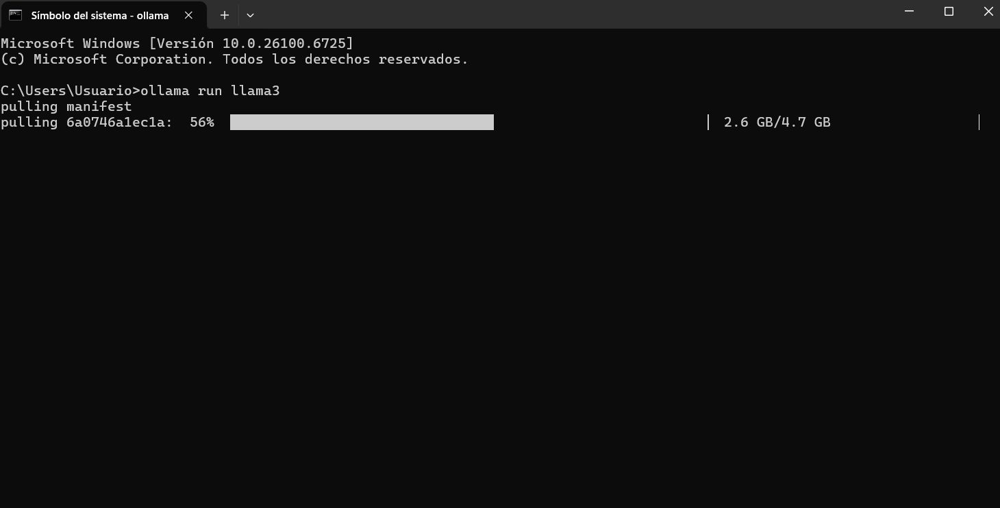 Símbolo del sistema - ollama
Microsoft Windows [Versión 10.0.26100.6725]
(c) Microsoft Corporation. Todos los derechos reservados.
C:\Users\Usuario>ollama run llama3
pulling manifest
pulling 6a0746a1ec1a: 56% 2.6 GB/4.7 GB